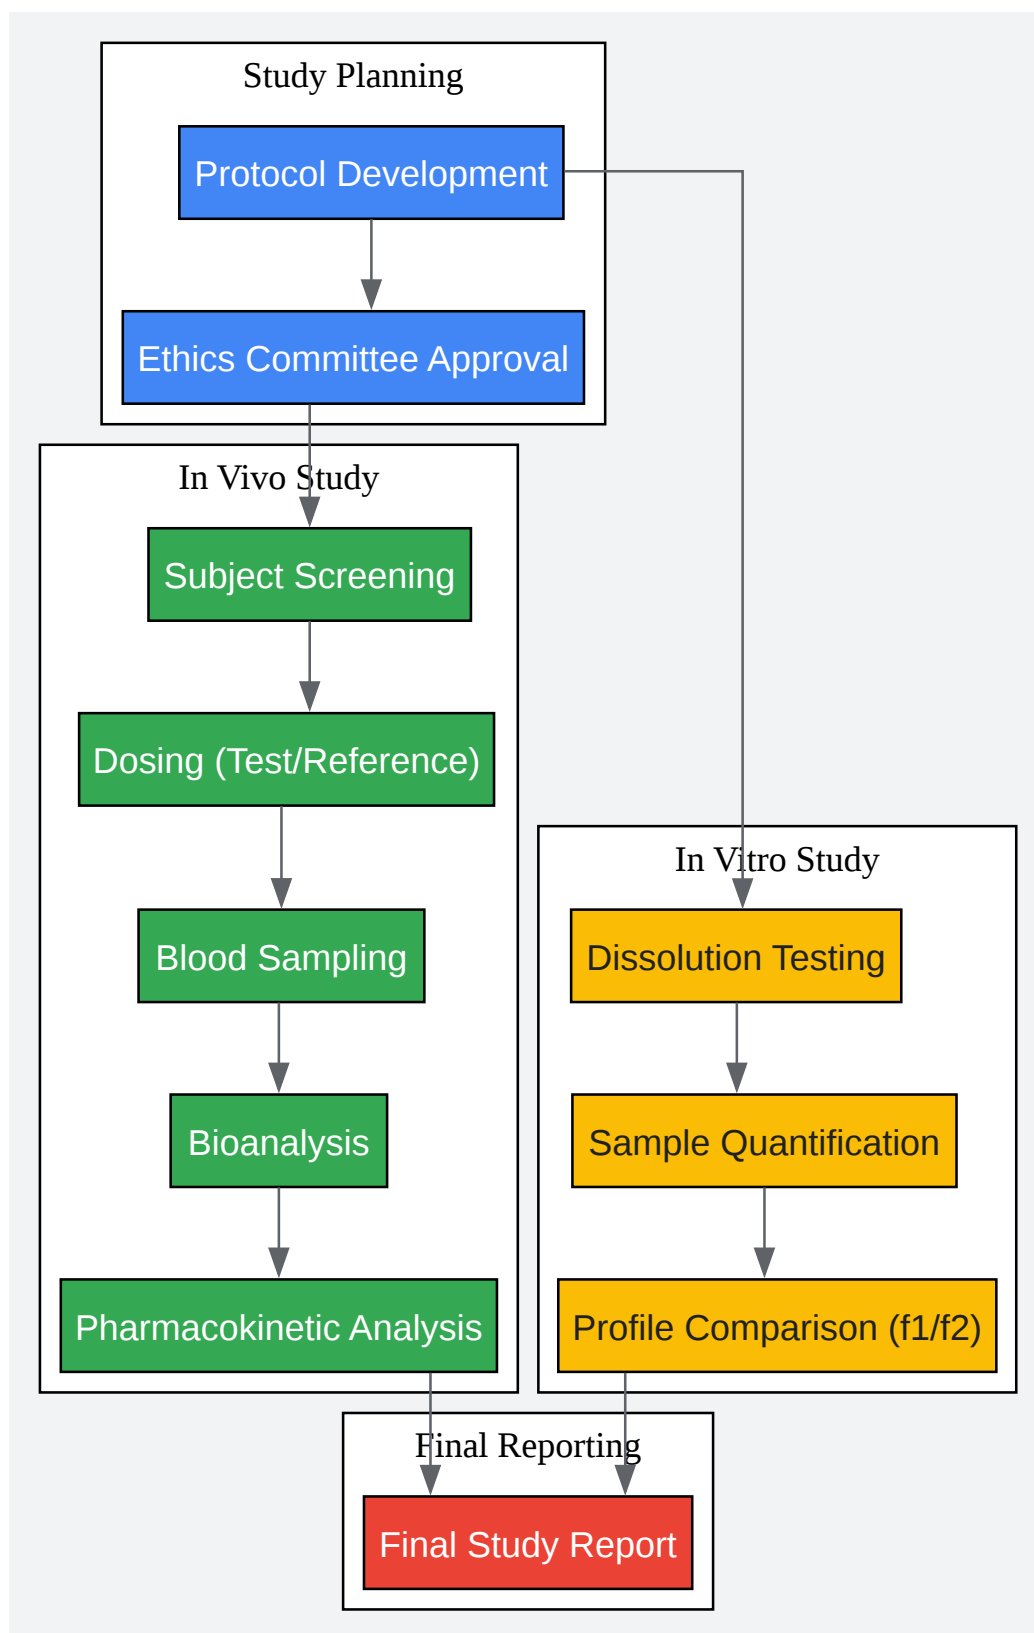 Study Planning
Protocol Development
Ethics Committee Approval
In Vivo Study
Subject Screening
Dosing (Test/Reference)
Blood Sampling
Bioanalysis
Pharmacokinetic Analysis
In Vitro Study
Dissolution Testing
Sample Quantification
Profile Comparison (f1/f2)
Final Reporting
Final Study Report